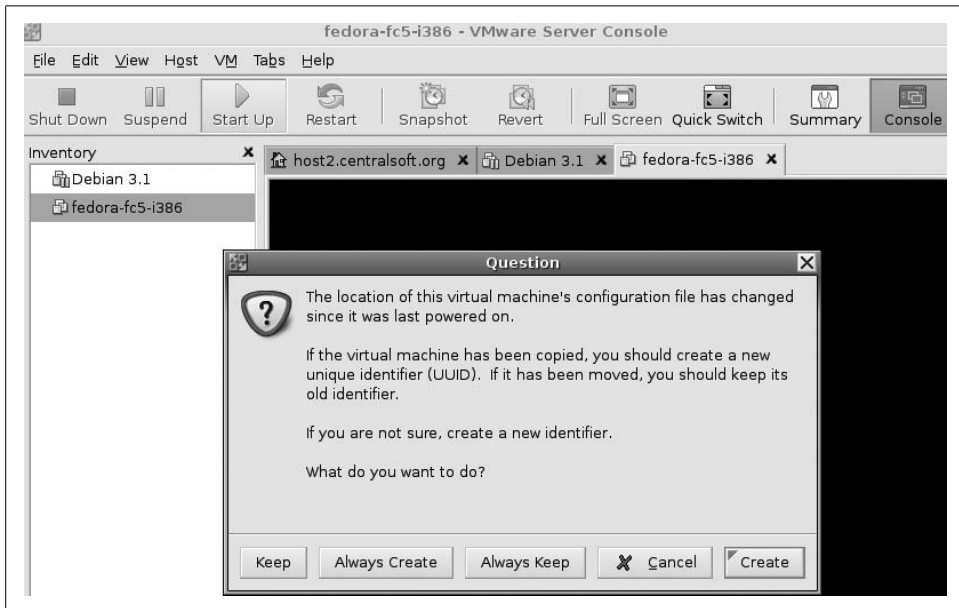 fedora-fc5-i386 - VMware Server Console
File Edit View Host VM Tabs Help
Shut Down Suspend Start Up Restart Snapshot Revert Full Screen Quick Switch Summary Console
Inventory
host2.centralsoft.org Debian 3.1 fedora-fc5-i386
Debian 3.1
fedora-fc5-i386
Question
The location of this virtual machine's configuration file has changed
since it was last powered on.
If the virtual machine has been copied, you should create a new
unique identifier (UUID). If it has been moved, you should keep its
old identifier.
If you are not sure, create a new identifier.
What do you want to do?
Keep Always Create Always Keep Cancel Create